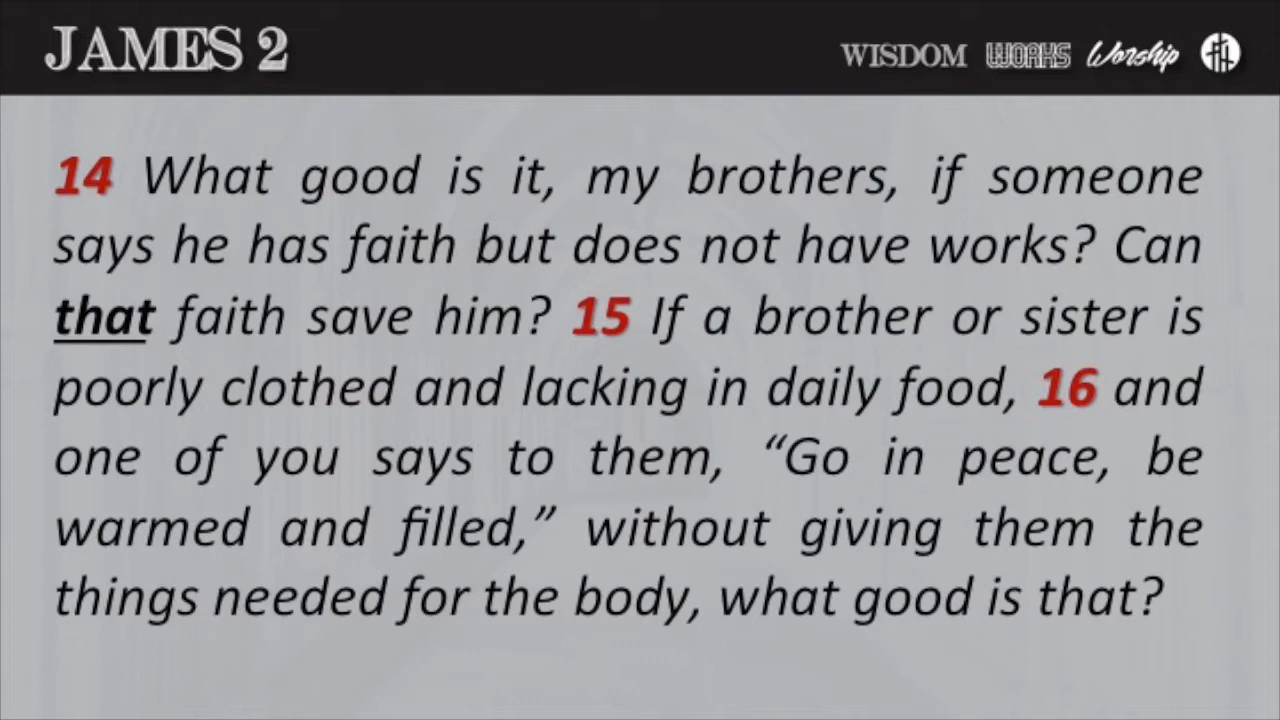 JAMES 2
WISDOM WORKS Worship
14 What good is it, my brothers, if someone
says he has faith but does not have works? Can
that faith save him? 15 If a brother or sister is
poorly clothed and lacking in daily food, 16 and
one of you says to them, “Go in peace, be
warmed and filled,” without giving them the
things needed for the body, what good is that?